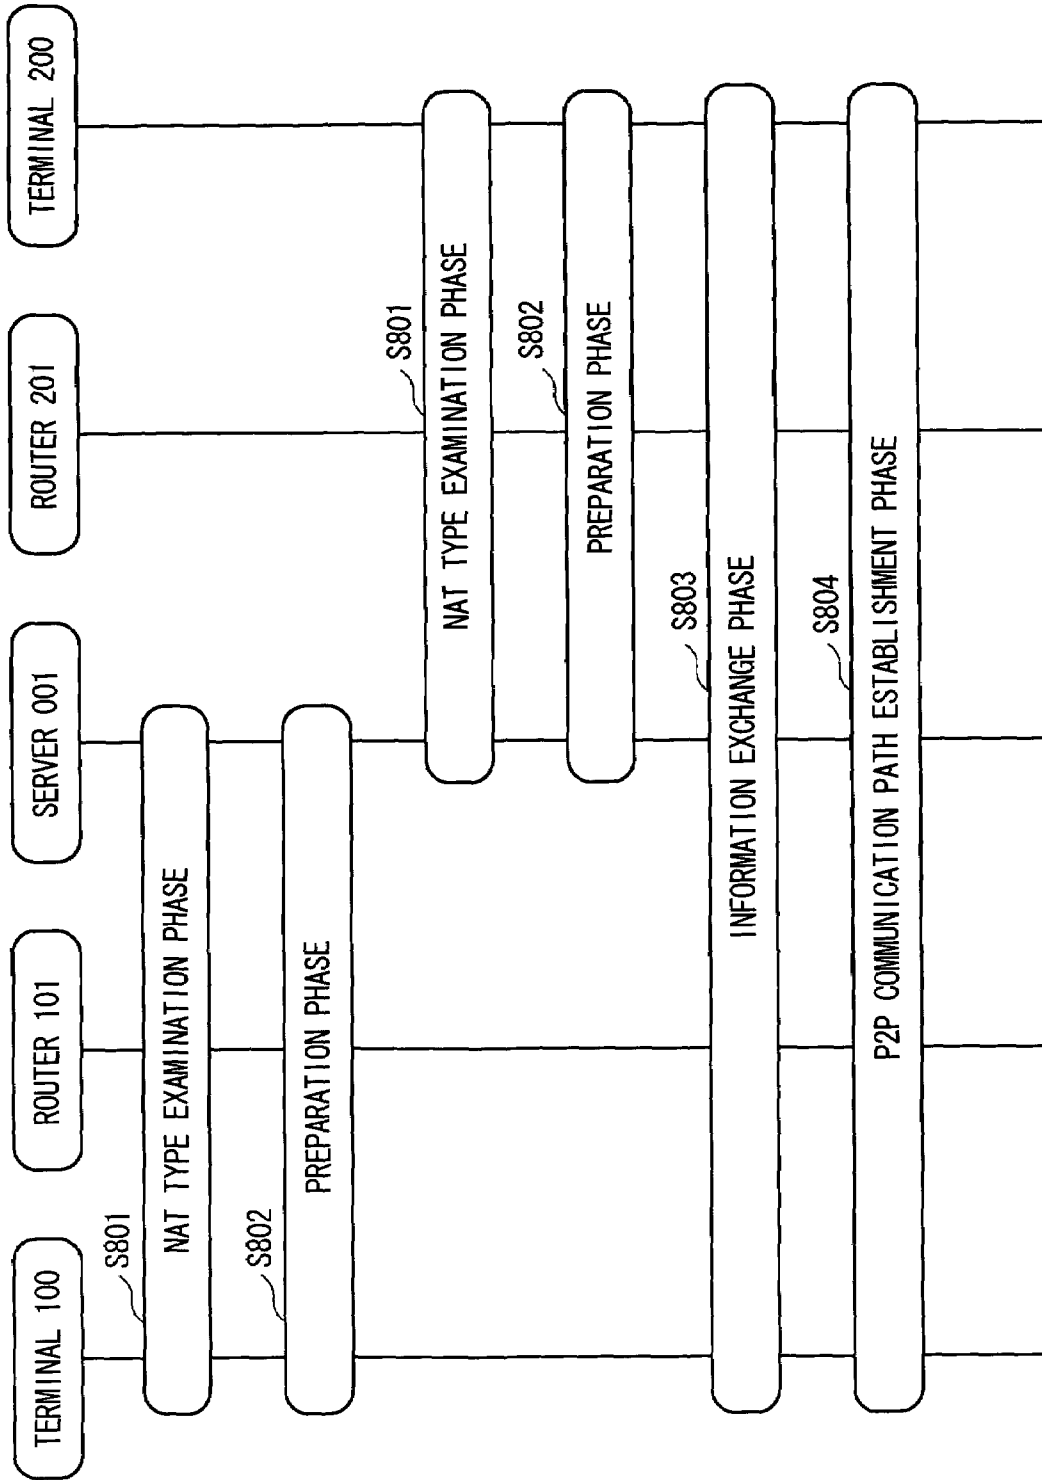 TERMINAL 100
ROUTER 101
SERVER 001
ROUTER 201
TERMINAL 200
S801
NAT TYPE EXAMINATION PHASE
S802
PREPARATION PHASE
S801
NAT TYPE EXAMINATION PHASE
S802
PREPARATION PHASE
S803
INFORMATION EXCHANGE PHASE
S804
P2P COMMUNICATION PATH ESTABLISHMENT PHASE